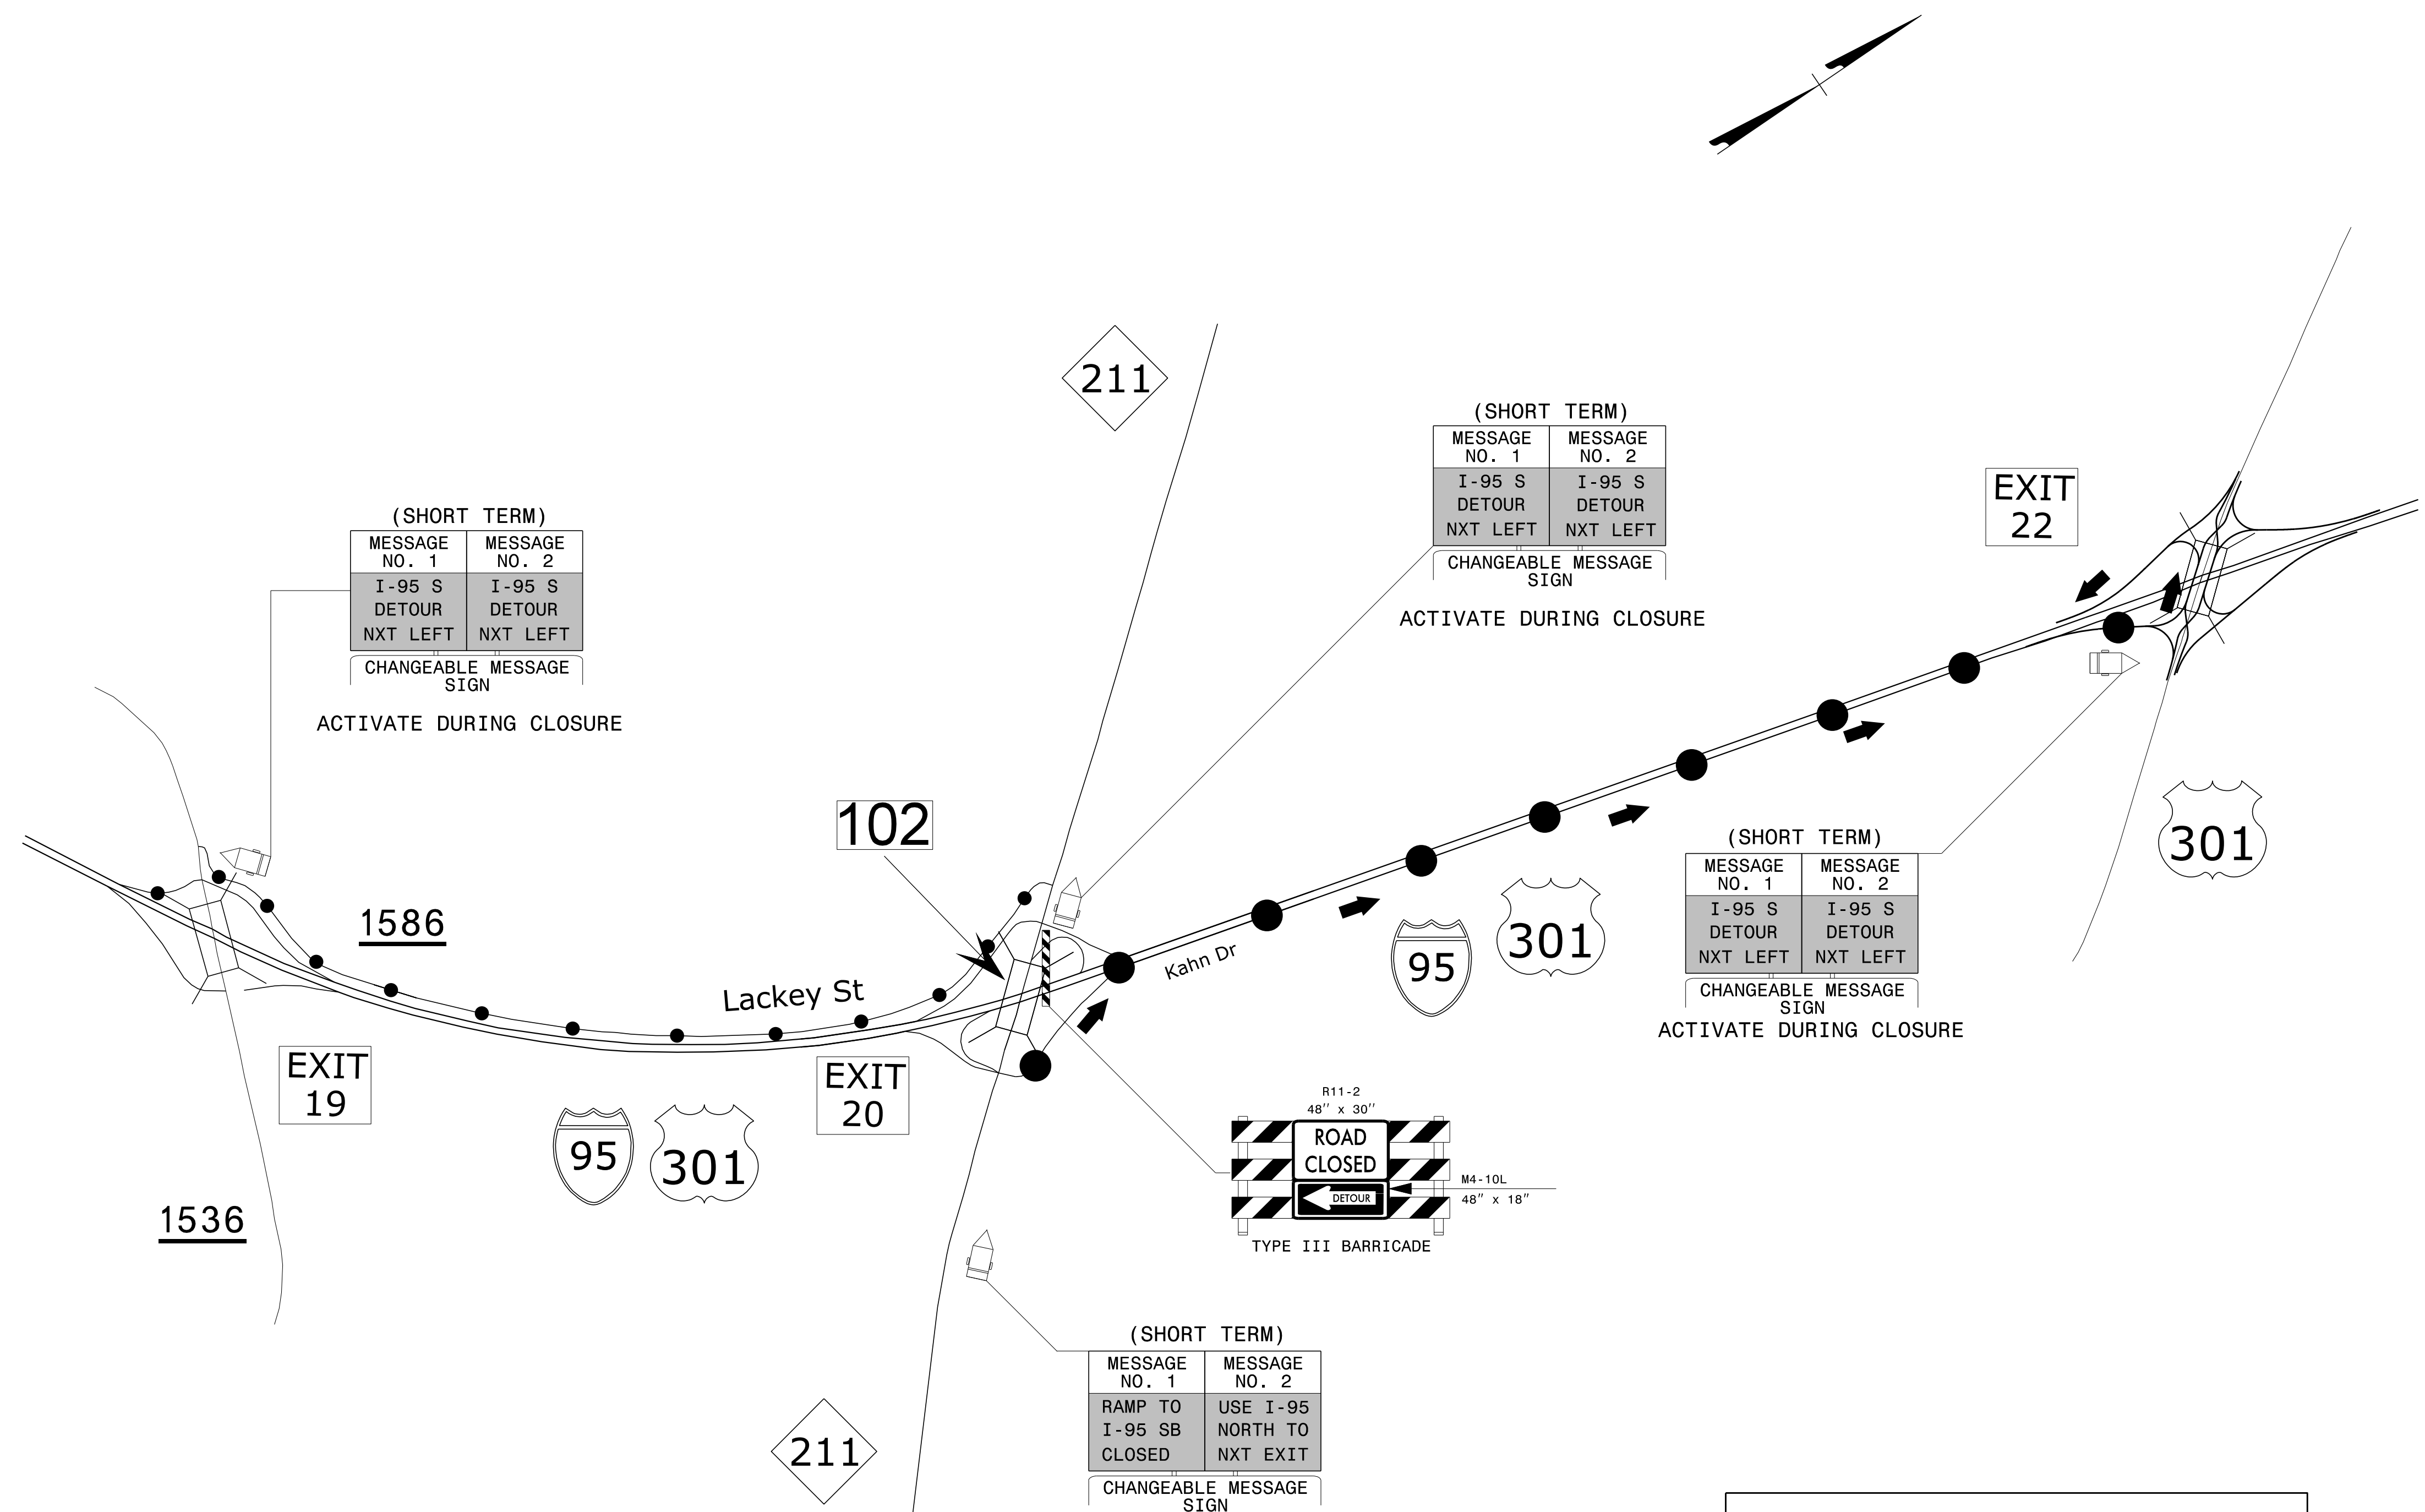 211
(SHORT TERM)
MESSAGE NO. 1
MESSAGE NO. 2
I-95 S
DETOUR
NXT LEFT
I-95 S
DETOUR
NXT LEFT
CHANGEABLE MESSAGE
SIGN
ACTIVATE DURING CLOSURE
EXIT
22
(SHORT TERM)
MESSAGE NO. 1
MESSAGE NO. 2
I-95 S
DETOUR
NXT LEFT
I-95 S
DETOUR
NXT LEFT
CHANGEABLE MESSAGE
SIGN
ACTIVATE DURING CLOSURE
102
1586
Lackey St
Kahn Dr
95
301
301
(SHORT TERM)
MESSAGE NO. 1
MESSAGE NO. 2
I-95 S
DETOUR
NXT LEFT
I-95 S
DETOUR
NXT LEFT
CHANGEABLE MESSAGE
SIGN
ACTIVATE DURING CLOSURE
EXIT
19
EXIT
20
95
301
1536
R11-2
48" x 30"
ROAD
CLOSED
DETOUR
M4-10L
48" x 18"
TYPE III BARRICADE
(SHORT TERM)
MESSAGE NO. 1
MESSAGE NO. 2
RAMP TO
I-95 SB
CLOSED
USE I-95
NORTH TO
NXT EXIT
CHANGEABLE MESSAGE
SIGN
211